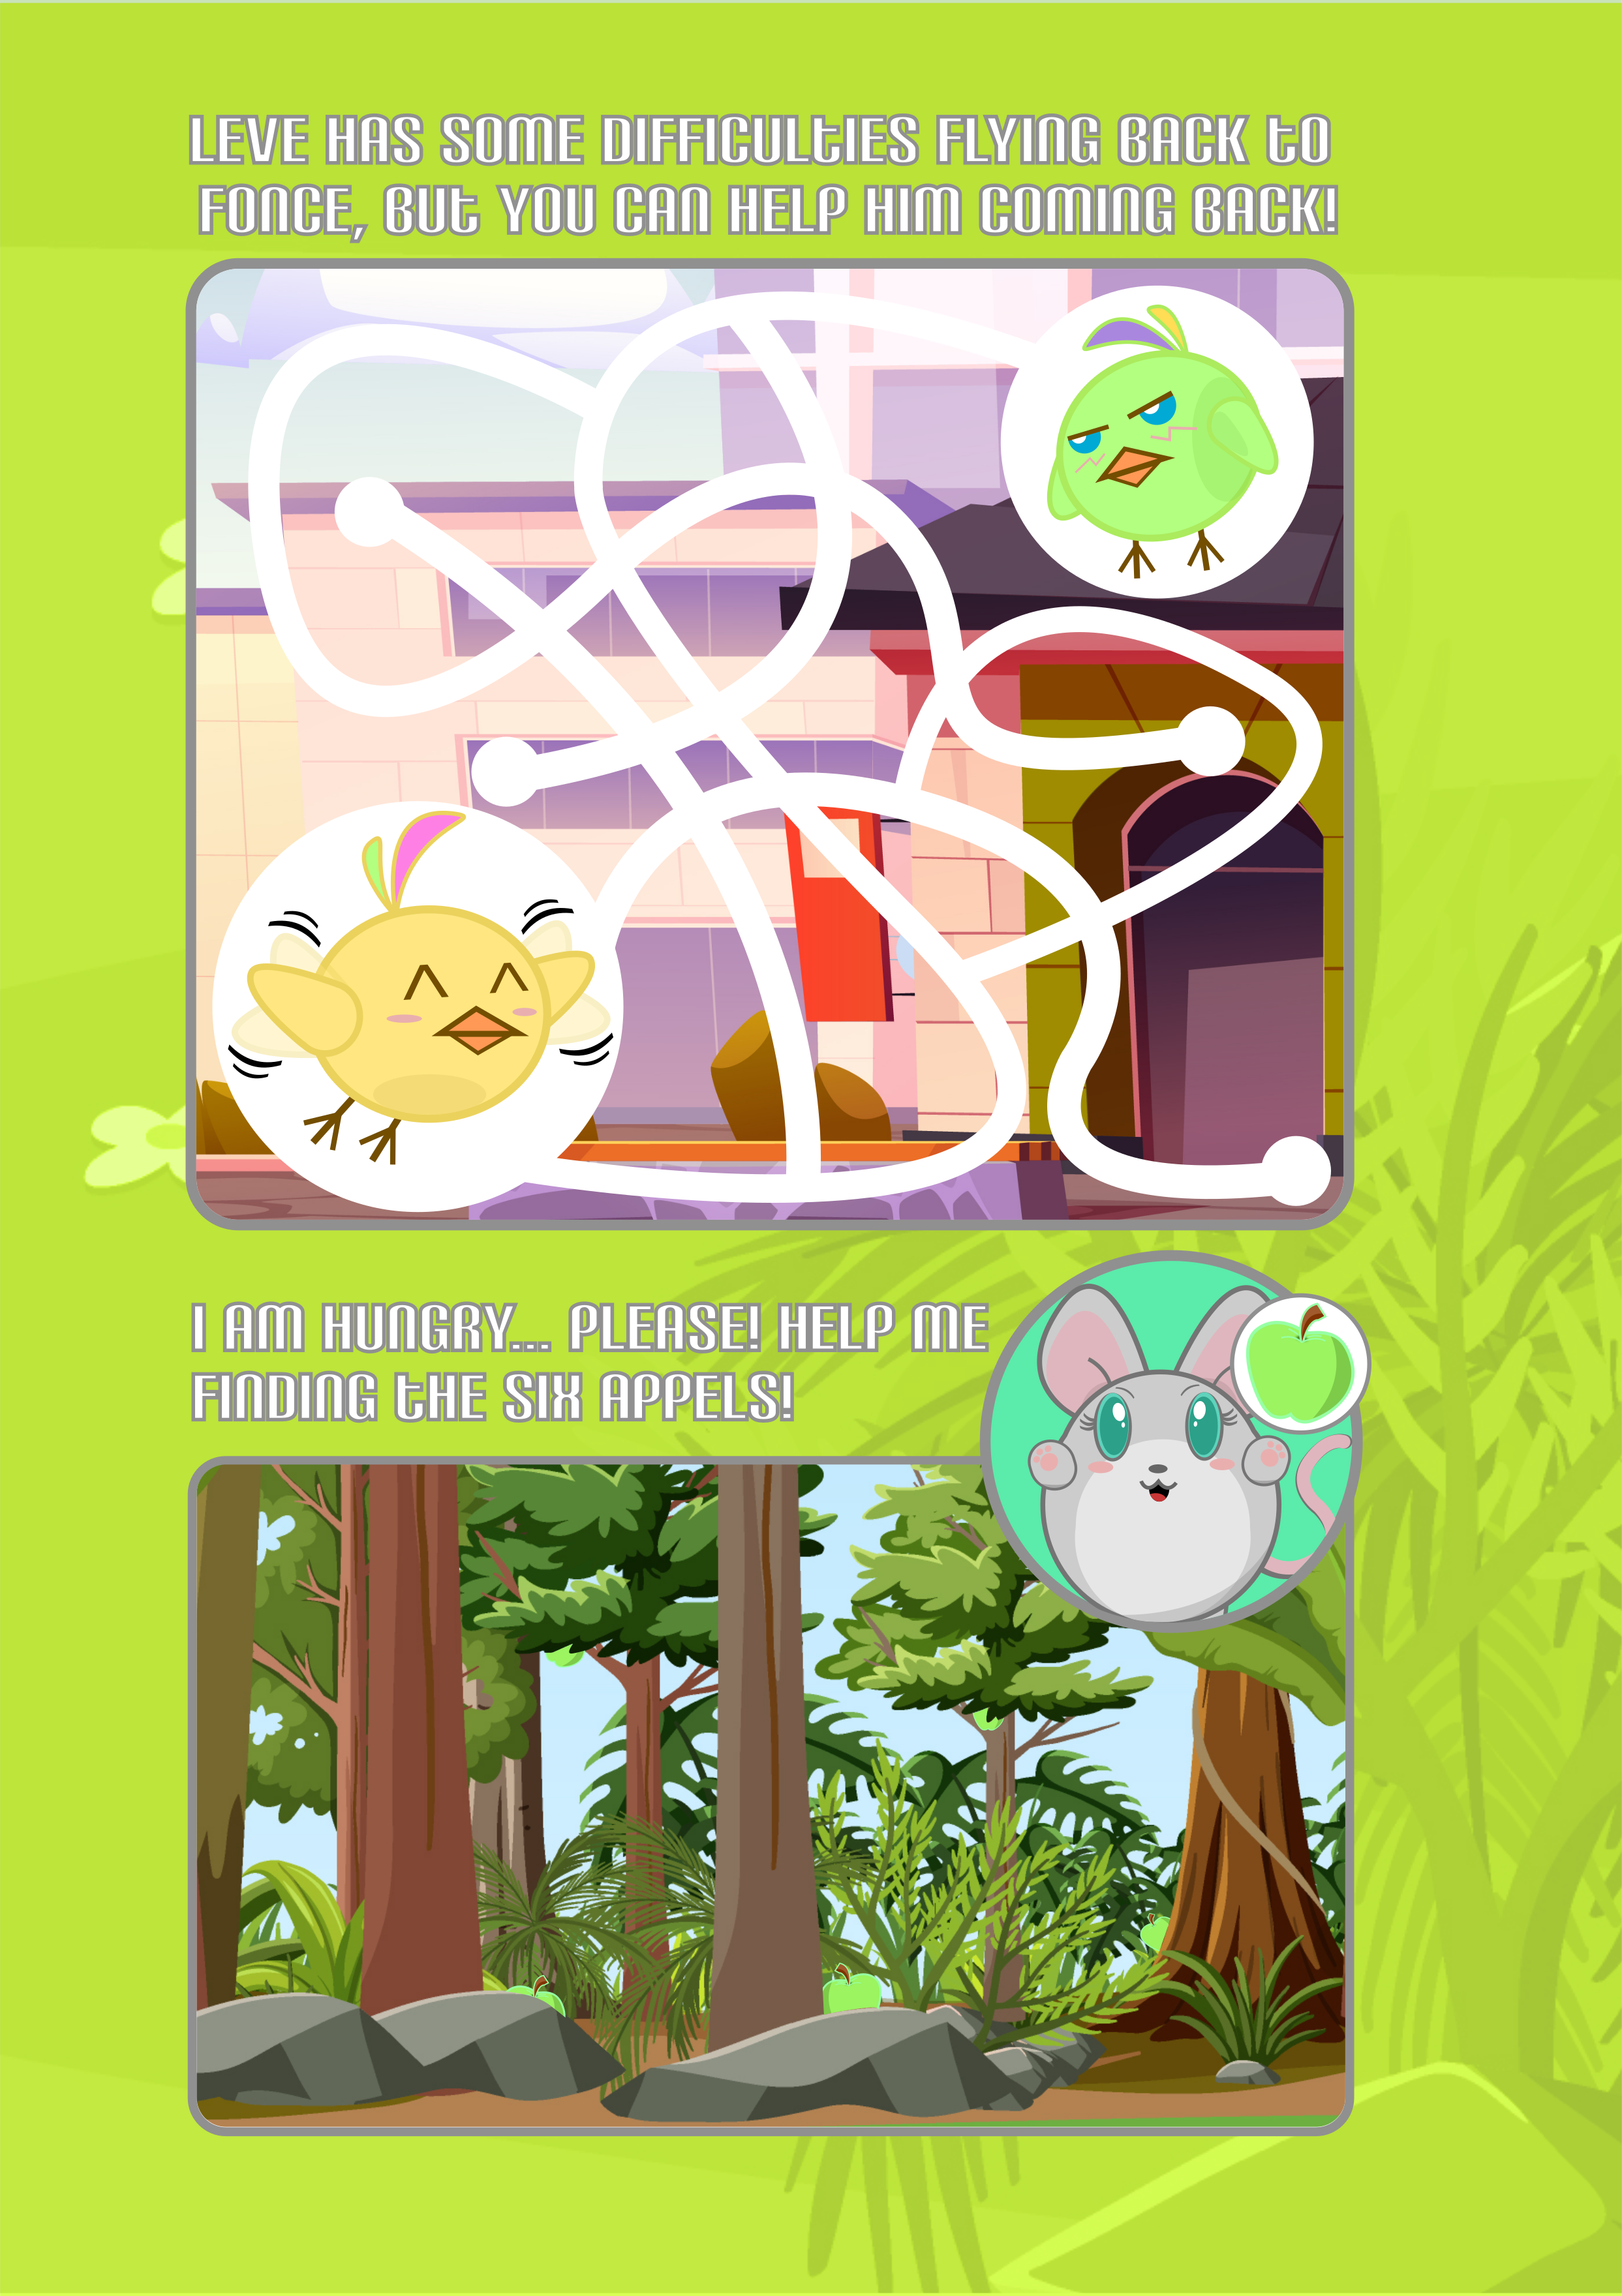 LEVE HAS SOME DIFFICULTIES FLYING BACK TO
FONCE, BUT YOU CAN HELP HIM COMING BACK!
I AM HUNGRY... PLEASE! HELP ME
FINDING THE SIX APPELS!